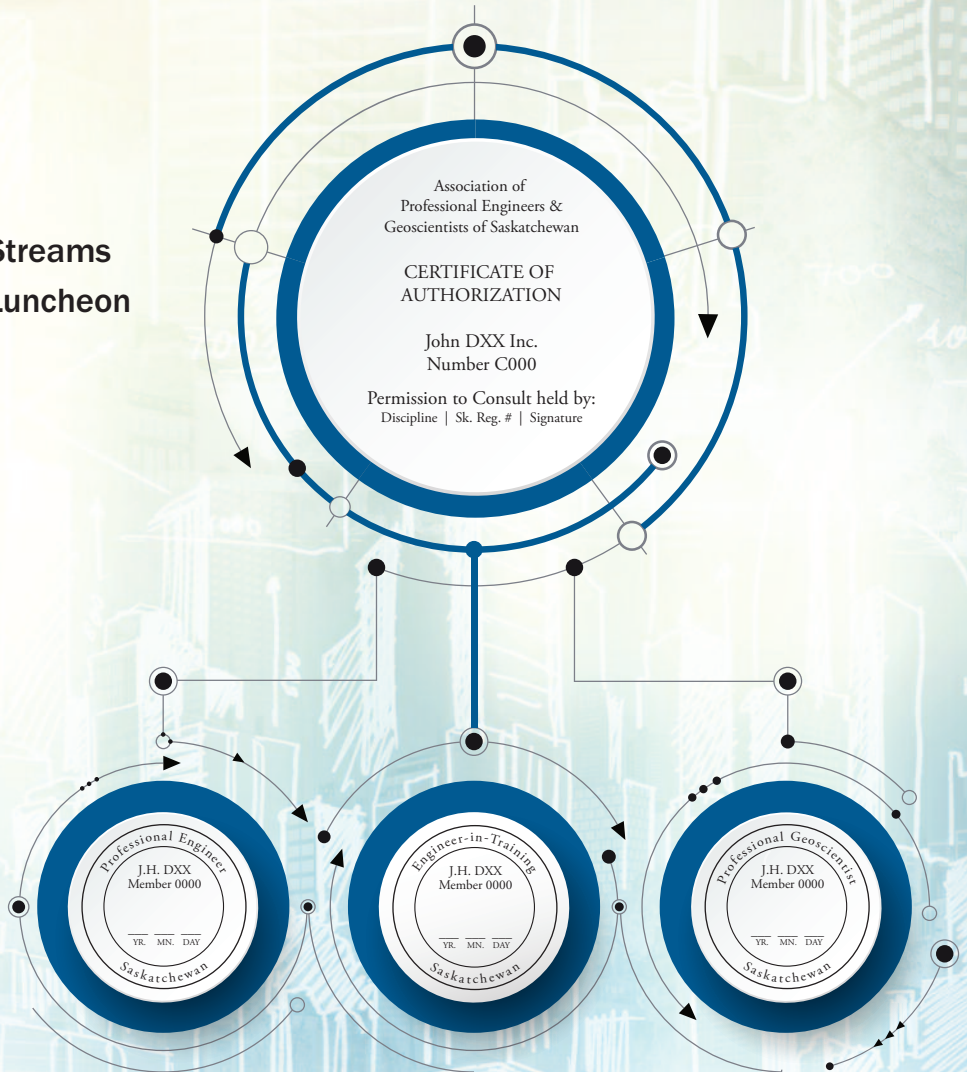 Streams
Luncheon
Association of
Professional Engineers &
Geoscientists of Saskatchewan
CERTIFICATE OF
AUTHORIZATION
John DXX Inc.
Number C000
Permission to Consult held by:
Discipline | Sk. Reg. # | Signature
Professional Engineer
J.H. DXX
Member 0000
YR. MN. DAY
Saskatchewan
Engineer-in-Training
J.H. DXX
Member 0000
YR. MN. DAY
Saskatchewan
Professional Geoscientist
J.H. DXX
Member 0000
YR. MN. DAY
Saskatchewan